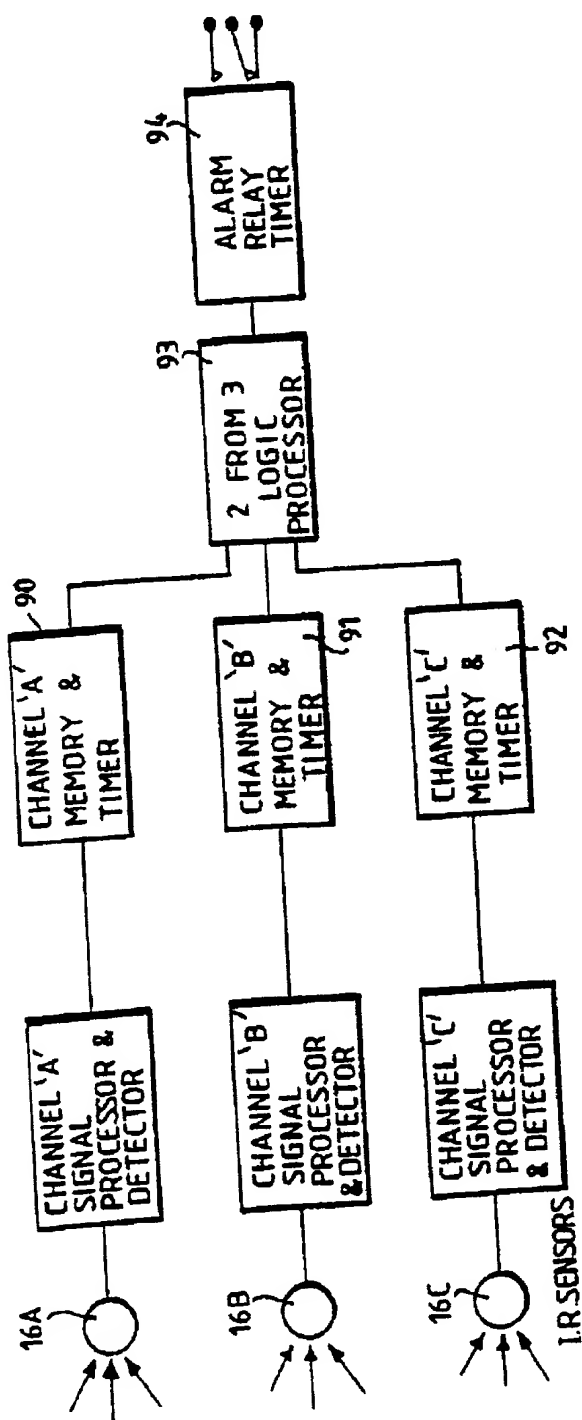 16A
CHANNEL 'A'
SIGNAL
PROCESSOR &
DETECTOR
CHANNEL 'A'
MEMORY &
TIMER
90
16B
CHANNEL 'B'
SIGNAL
PROCESSOR
& DETECTOR
CHANNEL 'B'
MEMORY &
TIMER
91
16C
I.R. SENSORS
CHANNEL 'C'
SIGNAL
PROCESSOR
& DETECTOR
CHANNEL 'C'
MEMORY &
TIMER
92
93
2 FROM 3
LOGIC
PROCESSOR
94
ALARM
RELAY
TIMER